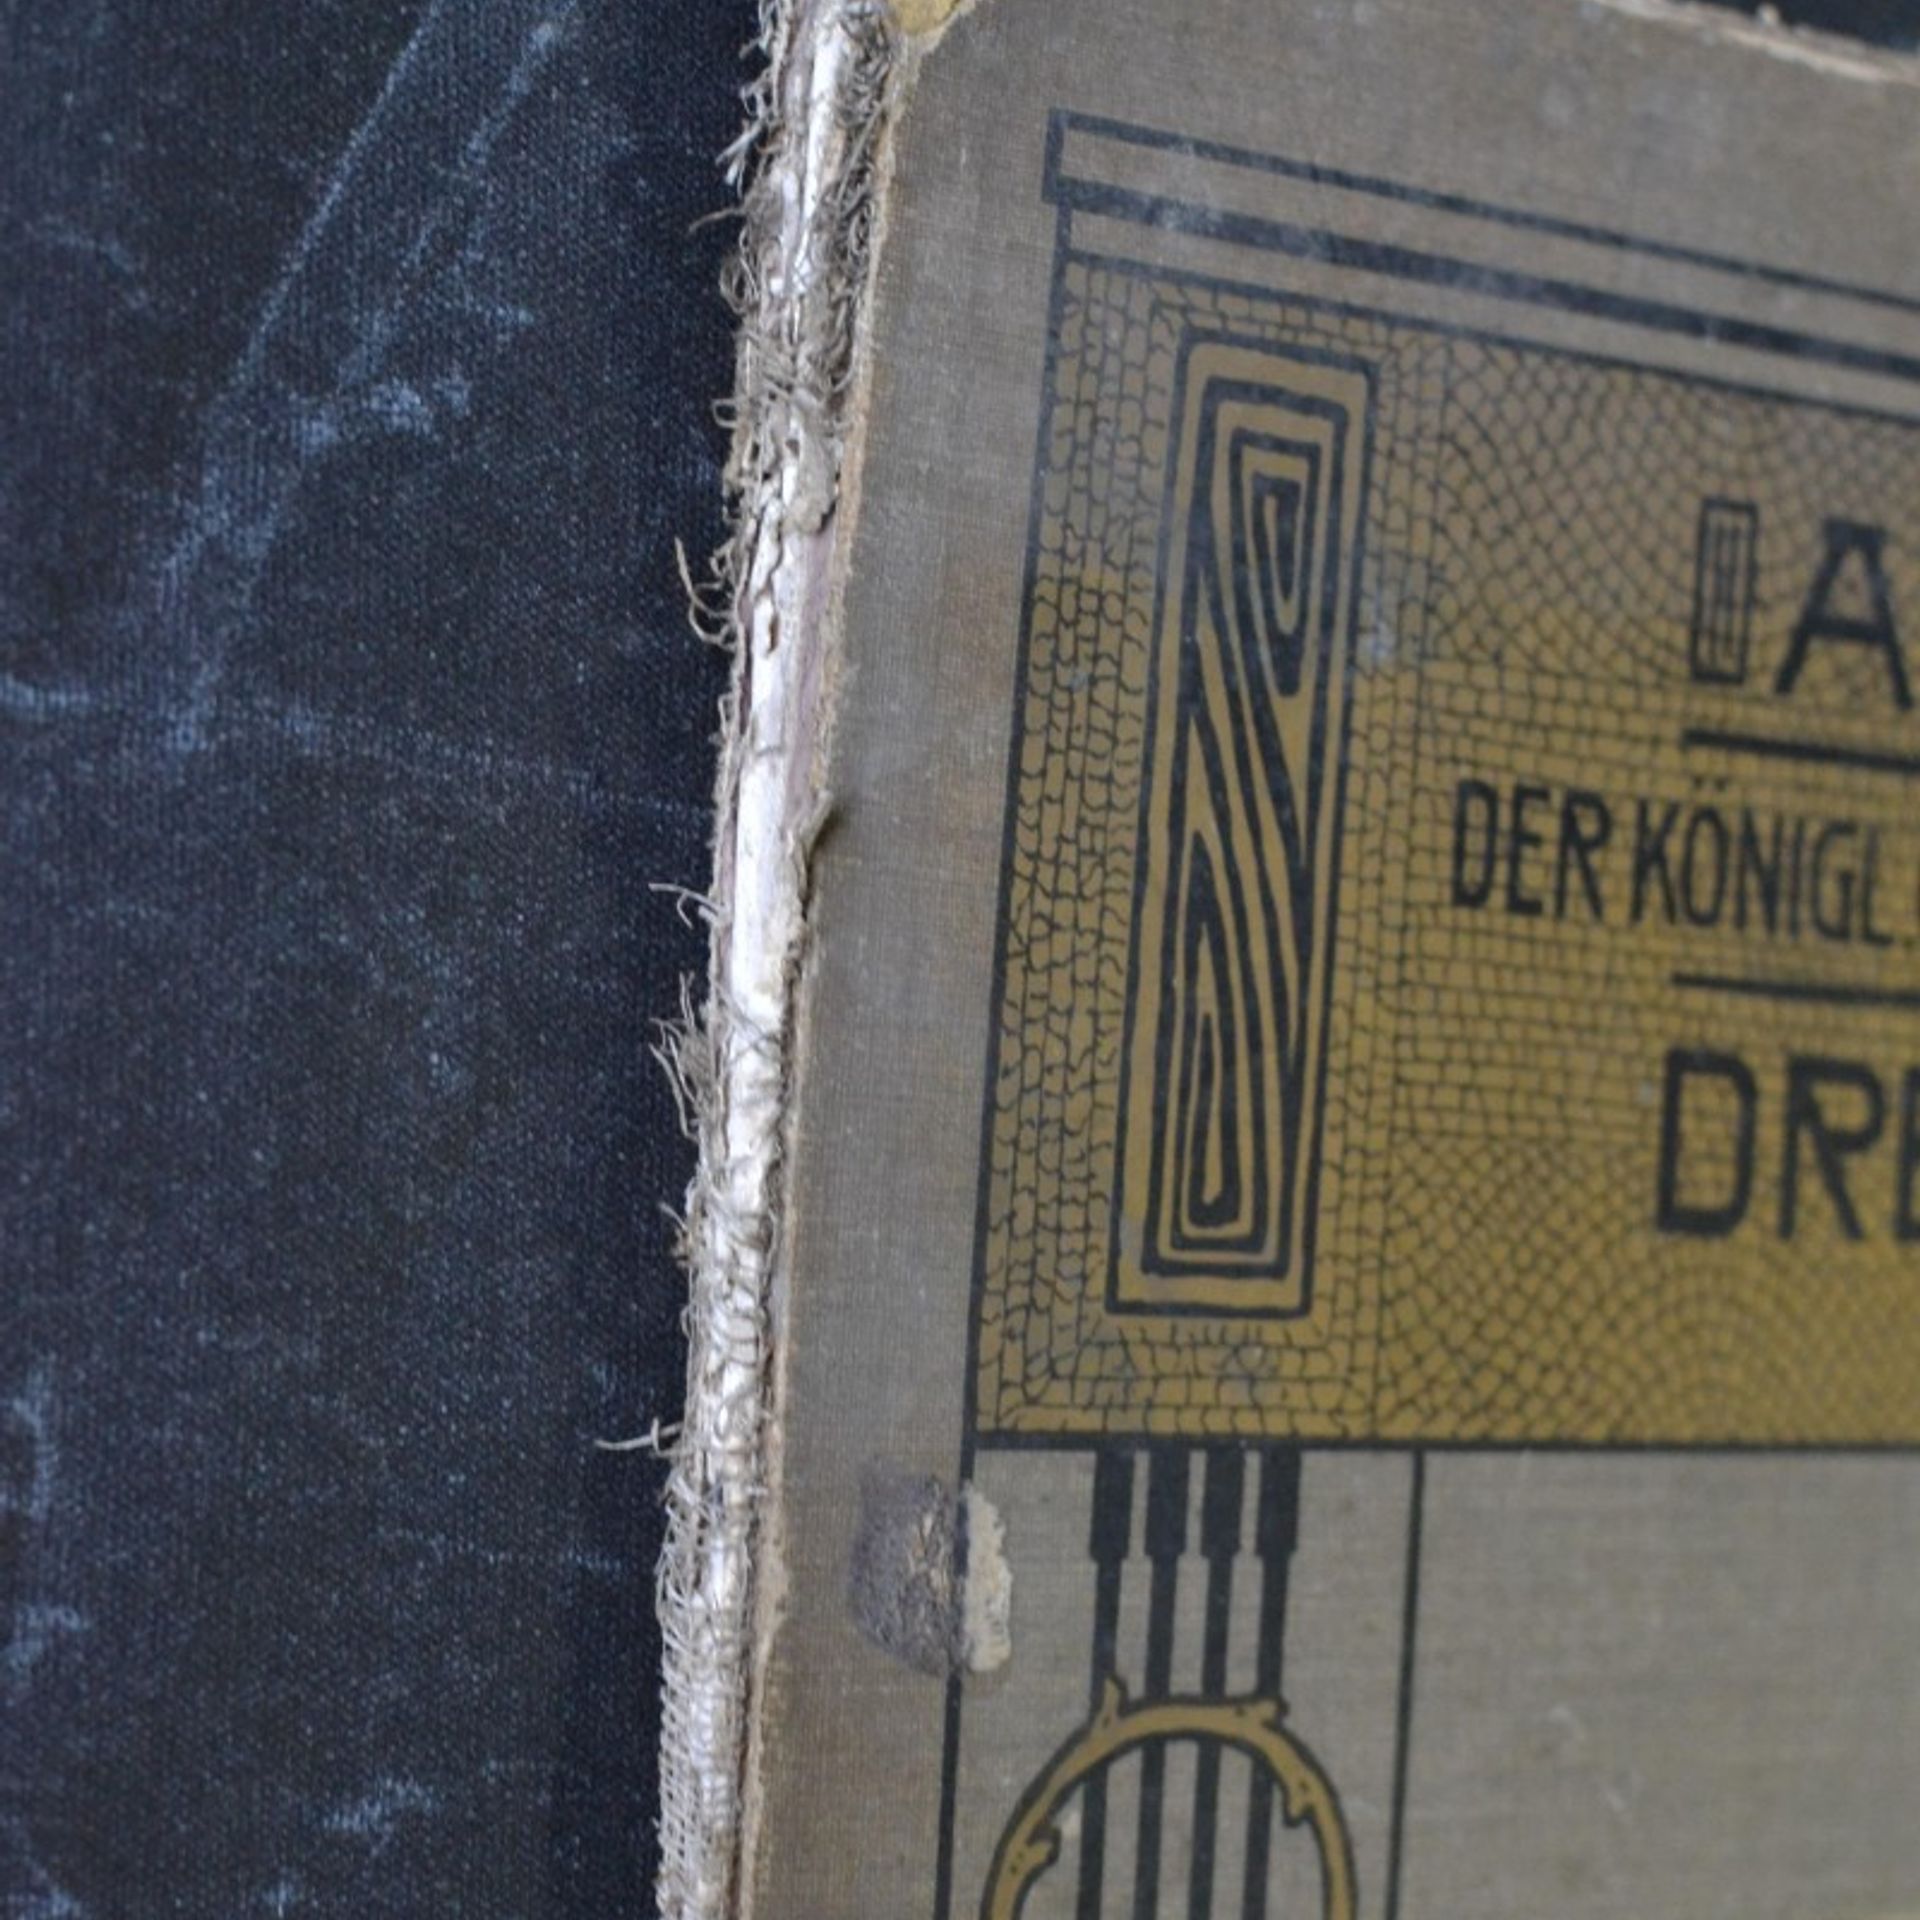 A
DER KÖNIGL.
DRE